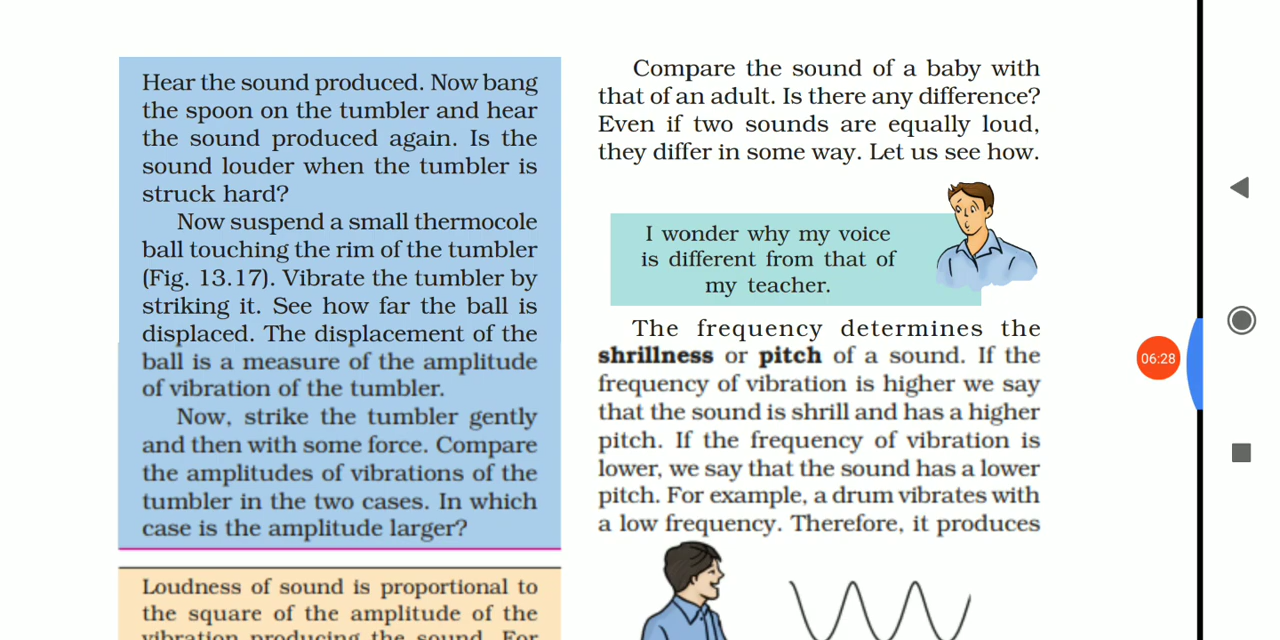 Hear the sound produced. Now bang
the spoon on the tumbler and hear
the sound produced again. Is the
sound louder when the tumbler is
struck hard?
Now suspend a small thermocole
ball touching the rim of the tumbler
(Fig. 13.17). Vibrate the tumbler by
striking it. See how far the ball is
displaced. The displacement of the
ball is a measure of the amplitude
of vibration of the tumbler.
Now, strike the tumbler gently
and then with some force. Compare
the amplitudes of vibrations of the
tumbler in the two cases. In which
case is the amplitude larger?
Loudness of sound is proportional to
the square of the amplitude of the
vibration producing the sound. For
Compare the sound of a baby with
that of an adult. Is there any difference?
Even if two sounds are equally loud,
they differ in some way. Let us see how.
I wonder why my voice
is different from that of
my teacher.
The frequency determines the
shrillness or pitch of a sound. If the
frequency of vibration is higher we say
that the sound is shrill and has a higher
pitch. If the frequency of vibration is
lower, we say that the sound has a lower
pitch. For example, a drum vibrates with
a low frequency. Therefore, it produces
06:28